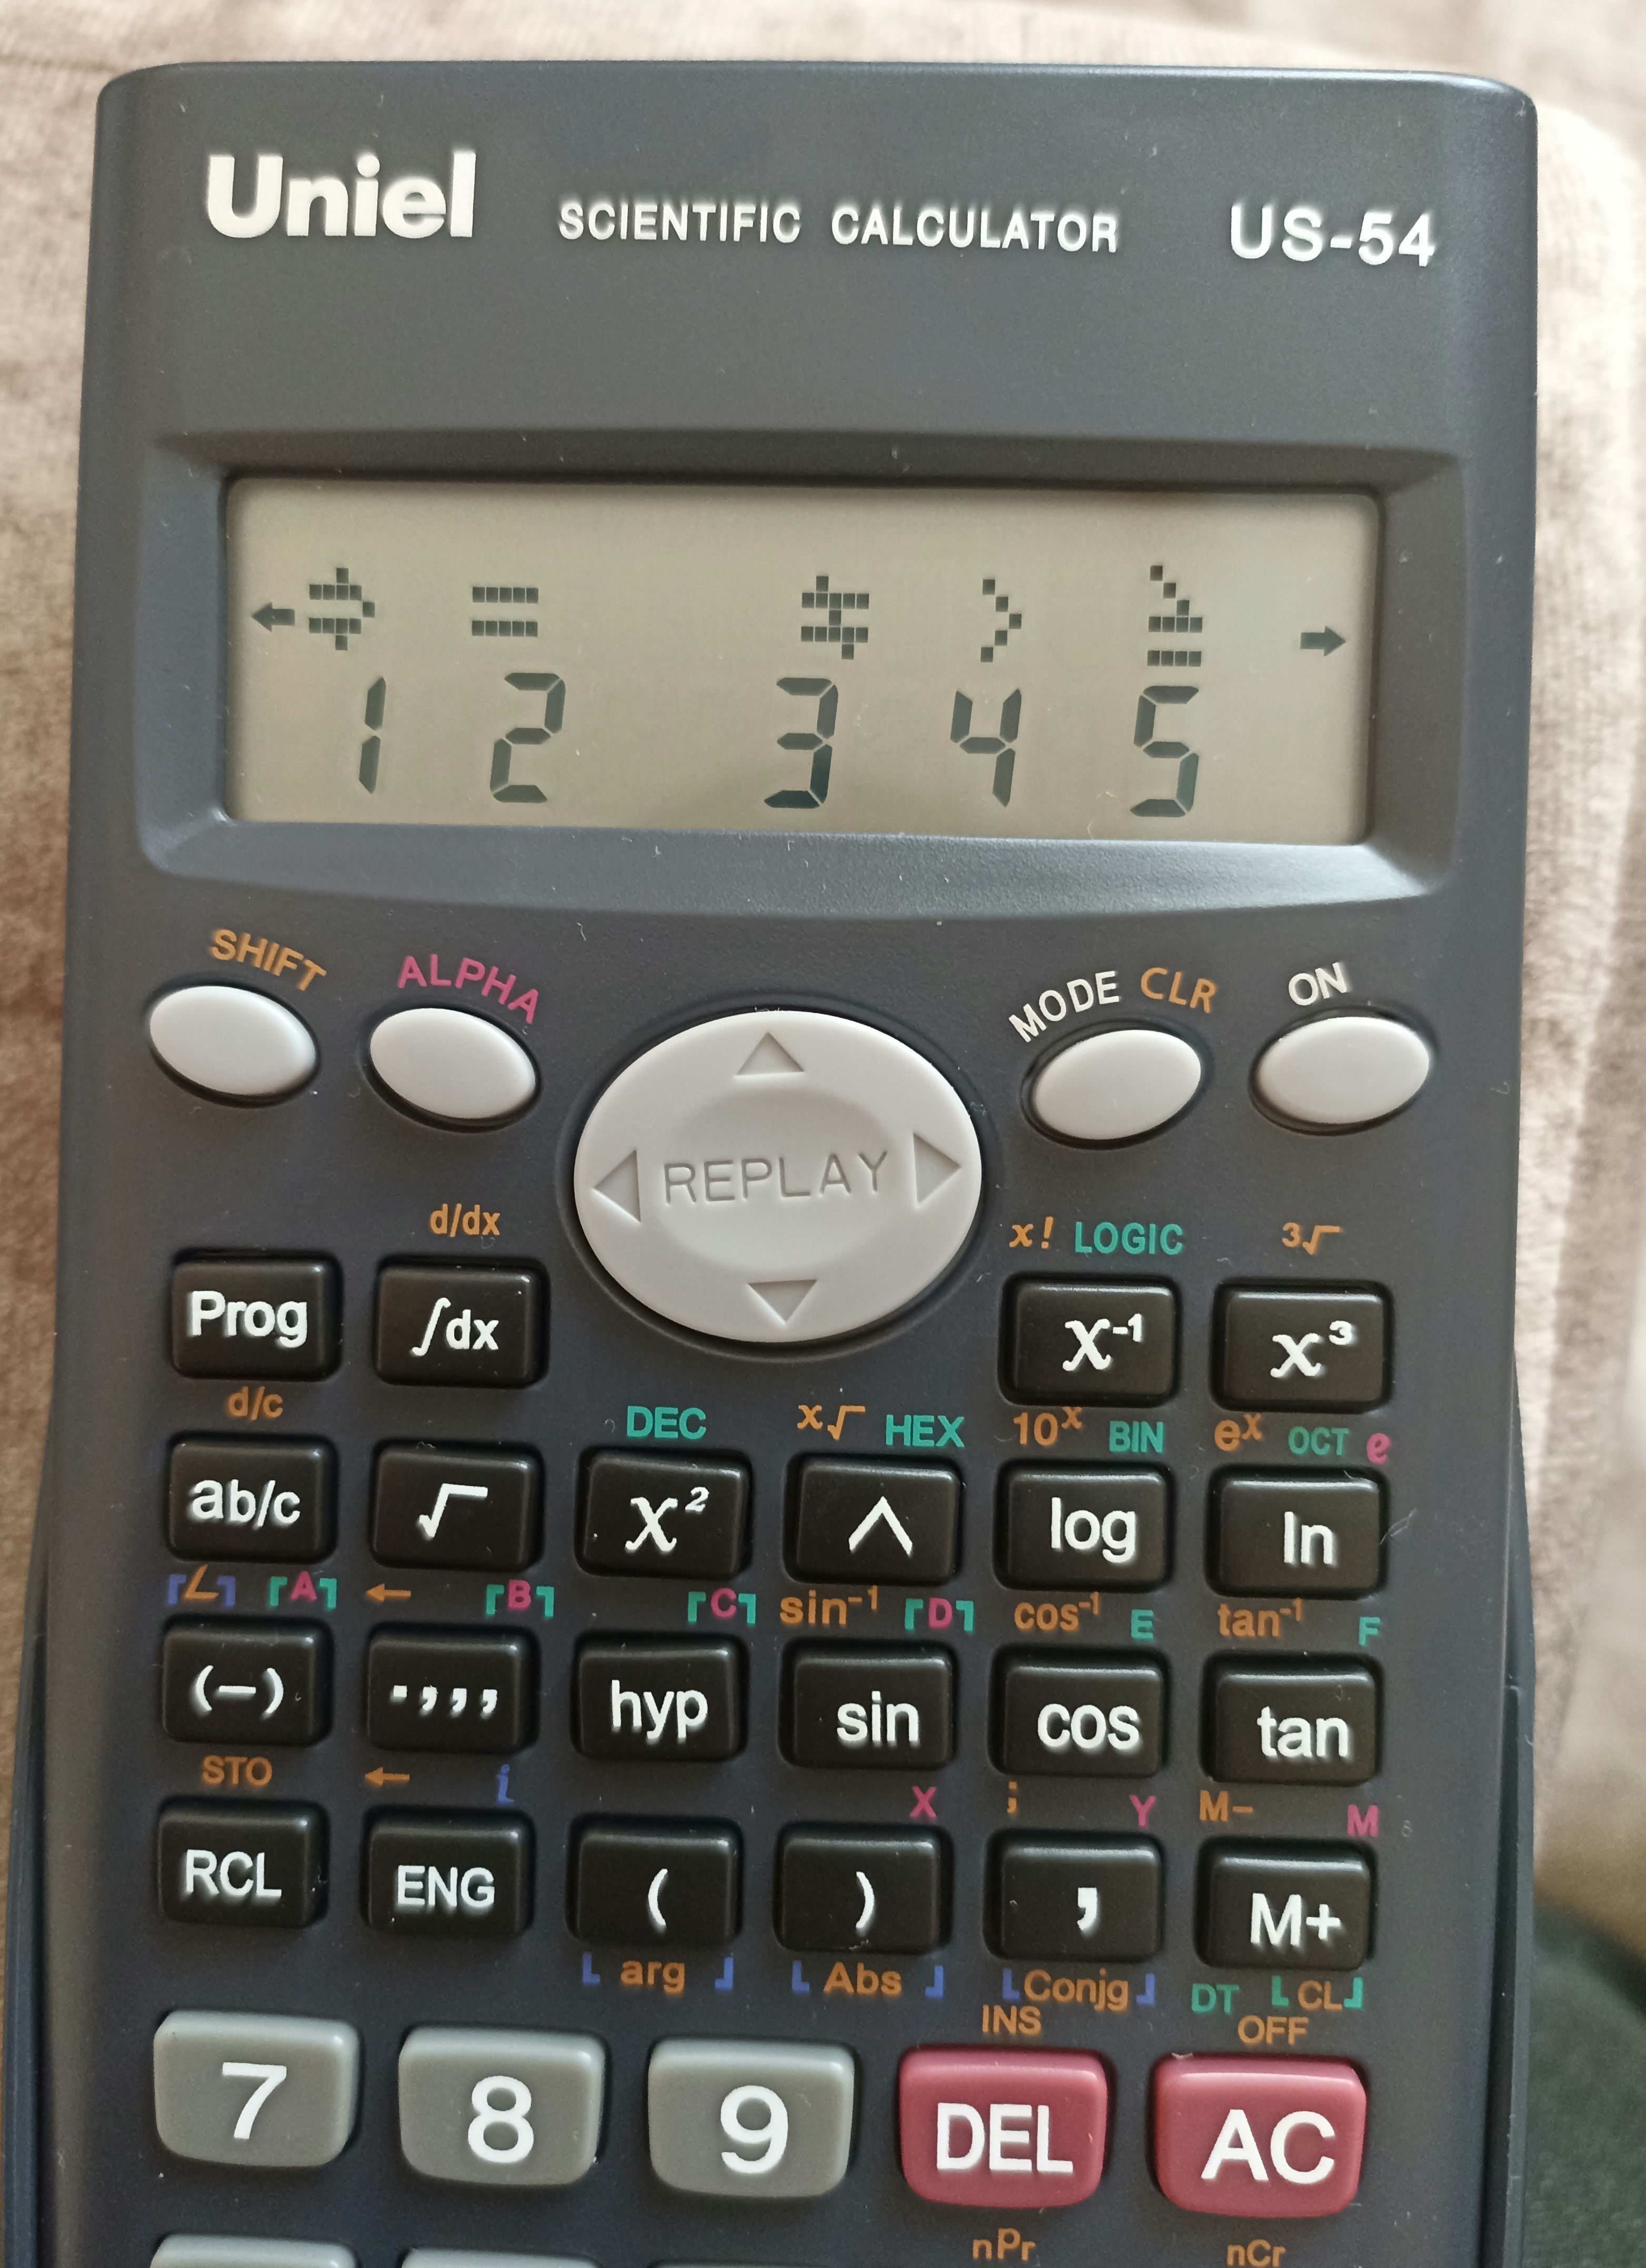 Uniel SCIENTIFIC CALCULATOR US-54
⇒ = ≠ > ≥
1 2 3 4 5
SHIFT ALPHA MODE CLR ON
REPLAY
d/dx x! LOGIC 3√
Prog ∫dx x⁻¹ x³
d/c DEC x√ HEX 10ˣ BIN eˣ OCT e
ab/c √ x² ^ log ln
∠ A ← B C sin⁻¹ D cos⁻¹ E tan⁻¹ F
(−) .,,, hyp sin cos tan
STO ← i X ; Y M− M
RCL ENG ( ) , M+
arg Abs Conjg DT CL
INS OFF
7 8 9 DEL AC
nPr nCr